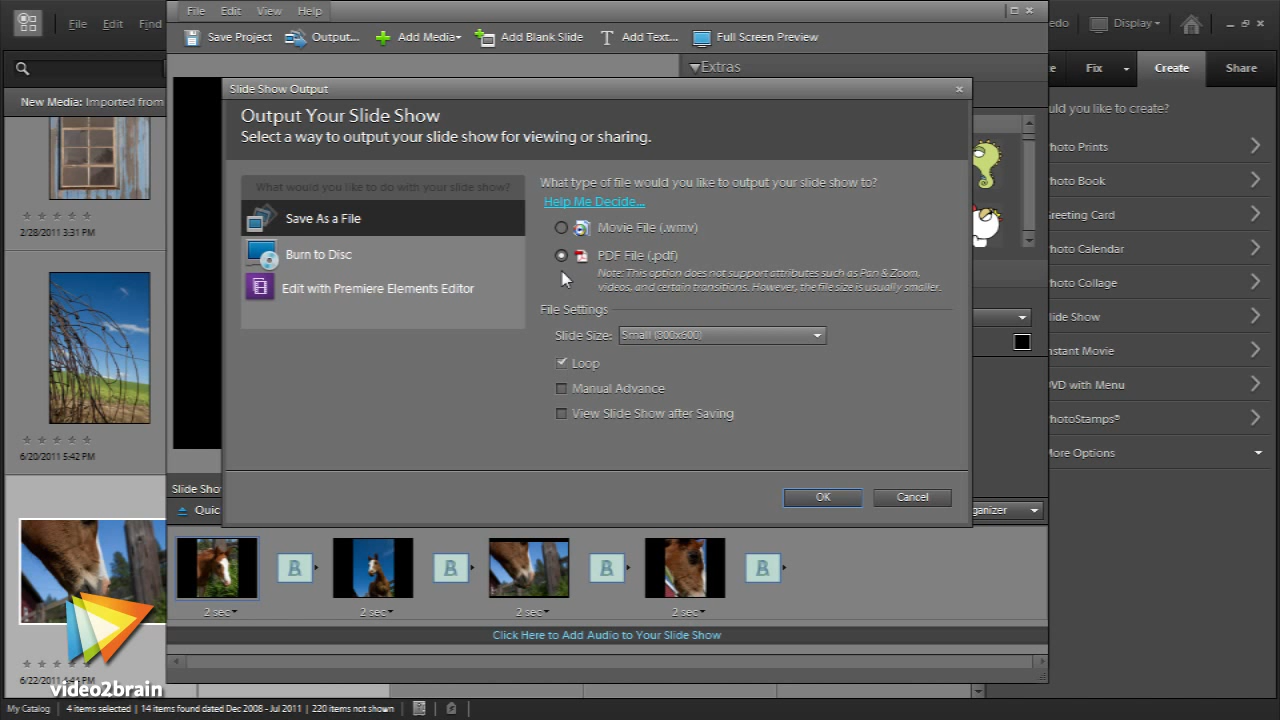 File Edit Find
File Edit View Help
Display
Save Project Output... Add Media Add Blank Slide Add Text... Full Screen Preview
Extras
Fix Create Share
New Media: Imported from
Slide Show Output
Output Your Slide Show
Select a way to output your slide show for viewing or sharing.
What would you like to do with your slide show?
Save As a File
Burn to Disc
Edit with Premiere Elements Editor
What type of file would you like to output your slide show to?
Help Me Decide...
Movie File (.wmv)
PDF File (.pdf)
Note: This option does not support attributes such as Pan & Zoom,
videos, and certain transitions. However, the file size is usually smaller.
File Settings
Slide Size: Small (800x600)
Loop
Manual Advance
View Slide Show after Saving
OK Cancel
uld you like to create?
hoto Prints
hoto Book
Greeting Card
hoto Calendar
hoto Collage
Slide Show
nstant Movie
DVD with Menu
hotoStamps®
More Options
2/28/2011 3:31 PM
6/20/2011 5:42 PM
Slide Sho
Quic
ganizer
B B B B
2 sec 2 sec 2 sec 2 sec
Click Here to Add Audio to Your Slide Show
6/22/2011 4:44 PM
video2brain
My Catalog 4 items selected | 14 items found dated Dec 2008 - Jul 2011 | 220 items not shown